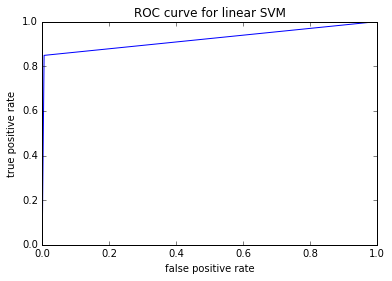 ROC curve for linear SVM
1.0
0.8
0.6
0.4
0.2
0.0
true positive rate
0.0 0.2 0.4 0.6 0.8 1.0
false positive rate